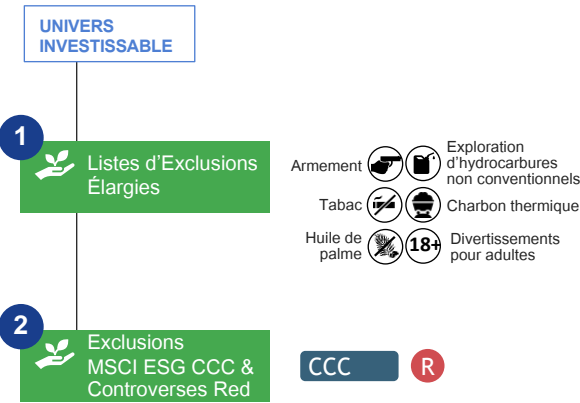 UNIVERS
INVESTISSABLE
1
Listes d'Exclusions
Élargies
Armement
Exploration
d'hydrocarbures
non conventionnels
Tabac
Charbon thermique
Huile de
palme
18+
Divertissements
pour adultes
2
Exclusions
MSCI ESG CCC &
Controverses Red
CCC
R